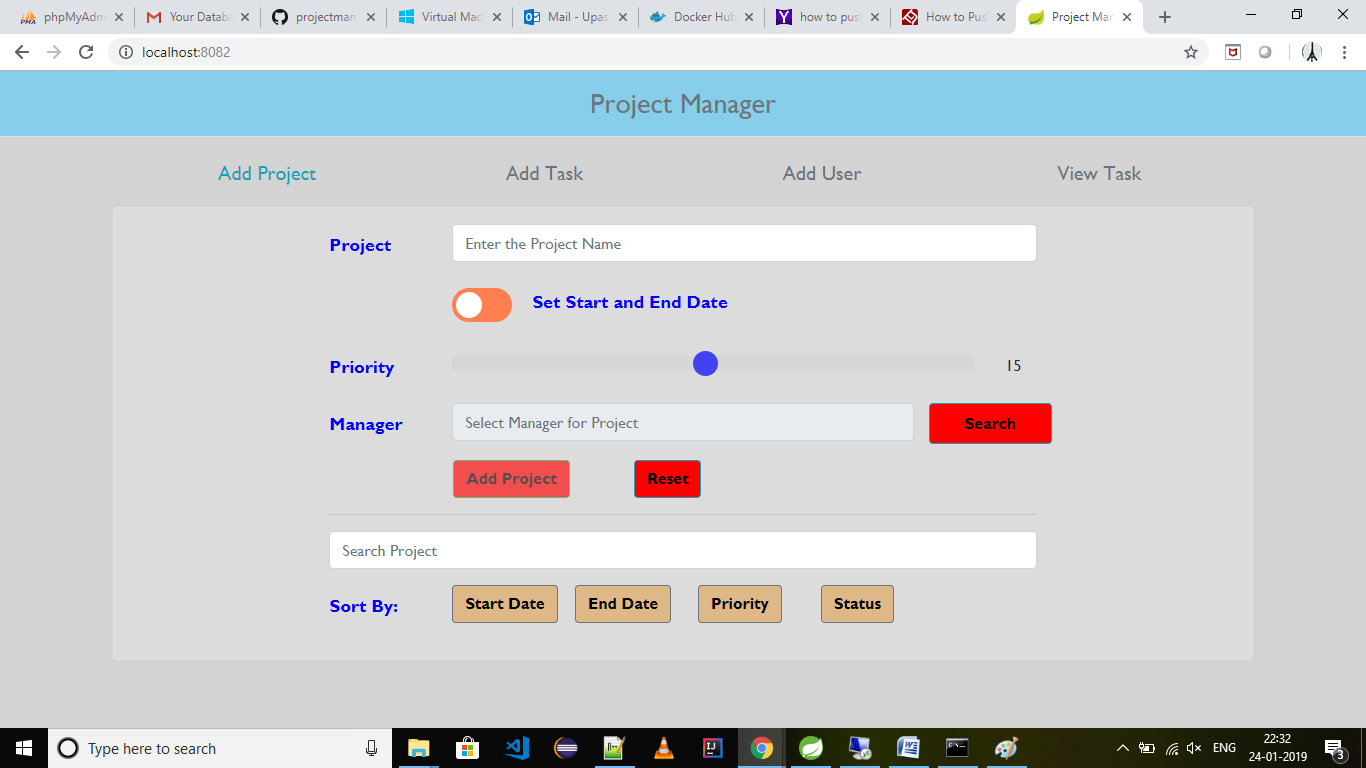 phpMyAdm Your Databa projectman Virtual Mac Mail - Upas Docker Hub how to push How to Pus Project Man
localhost:8082
Project Manager
Add Project Add Task Add User View Task
Project Enter the Project Name
Set Start and End Date
Priority 15
Manager Select Manager for Project Search
Add Project Reset
Search Project
Sort By: Start Date End Date Priority Status
Type here to search ENG 22:32
24-01-2019 3